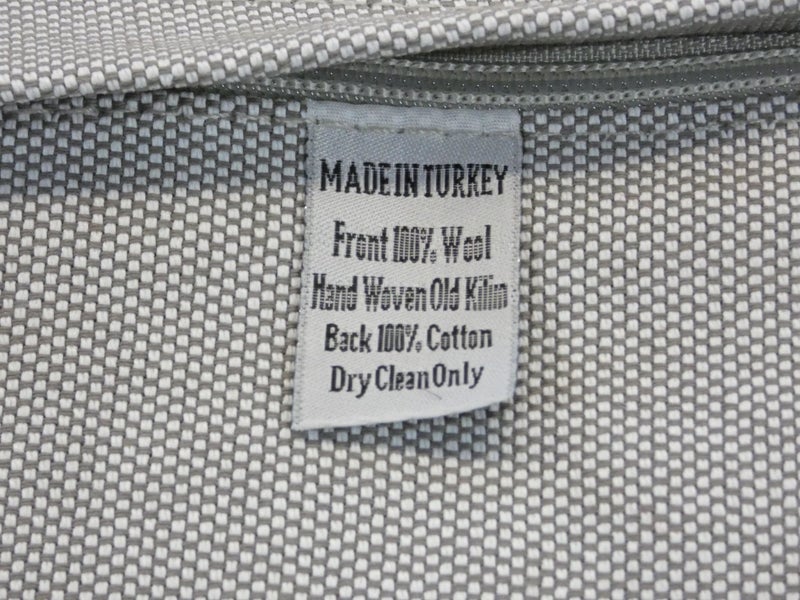 MADE IN TURKEY
Front 100% Wool
Hand Woven Old Kilim
Back 100% Cotton
Dry Clean Only